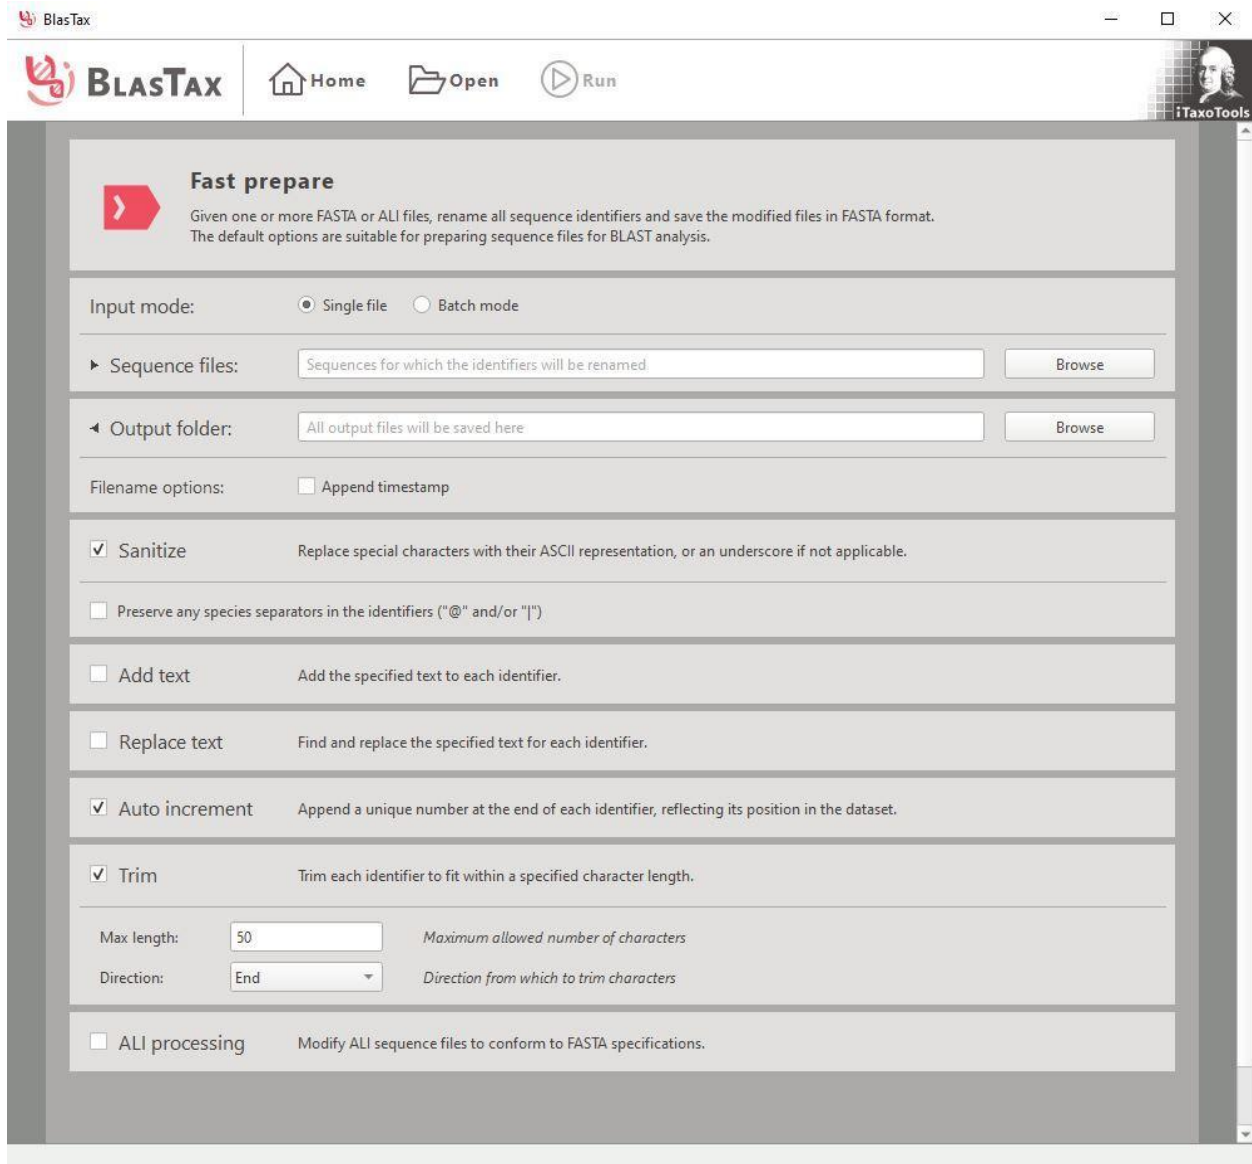 BlasTax
BLASTAX
Home
Open
Run
iTaxoTools
Fast prepare
Given one or more FASTA or ALI files, rename all sequence identifiers and save the modified files in FASTA format.
The default options are suitable for preparing sequence files for BLAST analysis.
Input mode:
Single file
Batch mode
Sequence files:
Sequences for which the identifiers will be renamed
Browse
Output folder:
All output files will be saved here
Browse
Filename options:
Append timestamp
Sanitize
Replace special characters with their ASCII representation, or an underscore if not applicable.
Preserve any species separators in the identifiers ("@" and/or "|")
Add text
Add the specified text to each identifier.
Replace text
Find and replace the specified text for each identifier.
Auto increment
Append a unique number at the end of each identifier, reflecting its position in the dataset.
Trim
Trim each identifier to fit within a specified character length.
Max length:
50
Maximum allowed number of characters
Direction:
End
Direction from which to trim characters
ALI processing
Modify ALI sequence files to conform to FASTA specifications.